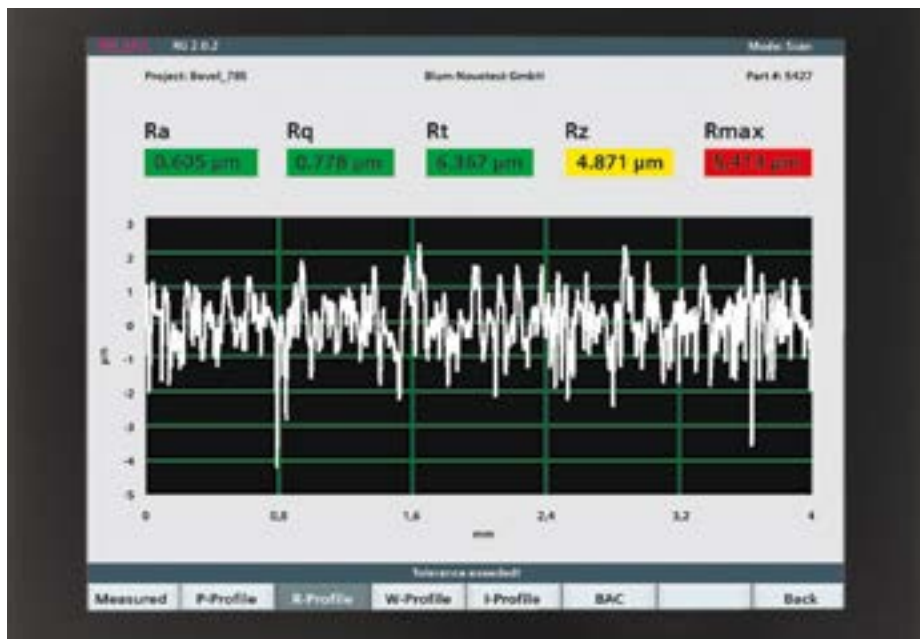 RG 2.0.2 Mode: Scan
Project: Bevel_785 Blum-Novotest GmbH Part #: 5427
Ra Rq Rt Rz Rmax
0.605 µm 0.778 µm 6.367 µm 4.871 µm µm
3
2
1
0
-1
-2
-3
-4
-5
µm
0 0,8 1,6 2,4 3,2 4
mm
Tolerance exeeded!
Measured P-Profile R-Profile W-Profile I-Profile BAC Back